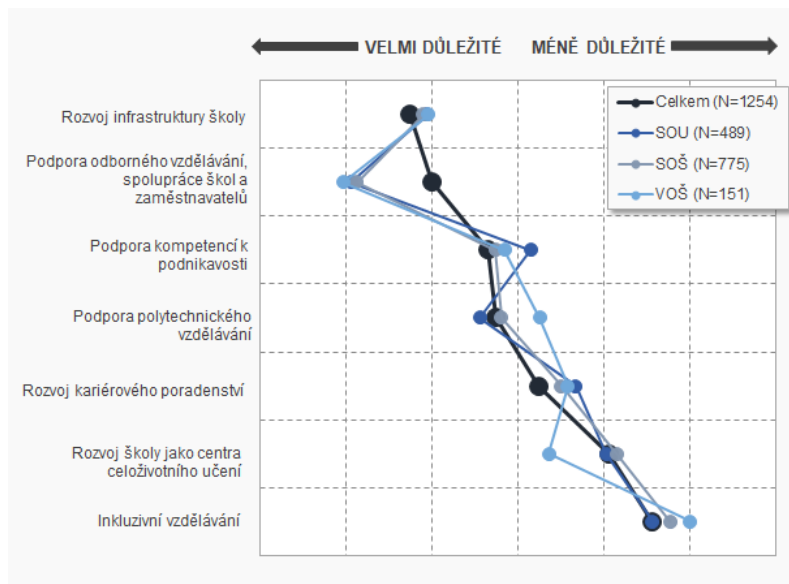 VELMI DŮLEŽITÉ MÉNĚ DŮLEŽITÉ
Celkem (N=1254)
SOU (N=489)
SOŠ (N=775)
VOŠ (N=151)
Rozvoj infrastruktury školy
Podpora odborného vzdělávání,
spolupráce škol a
zaměstnavatelů
Podpora kompetencí k
podnikavosti
Podpora polytechnického
vzdělávání
Rozvoj kariérového poradenství
Rozvoj školy jako centra
celoživotního učení
Inkluzivní vzdělávání